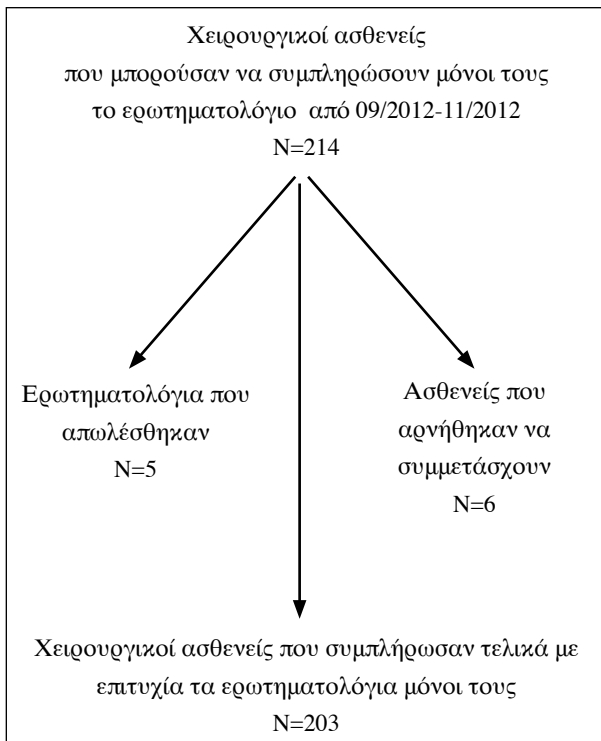 Χειρουργικοί ασθενείς
που μπορούσαν να συμπληρώσουν μόνοι τους
το ερωτηματολόγιο από 09/2012-11/2012
N=214
Ερωτηματολόγια που
απωλέσθηκαν
N=5
Ασθενείς που
αρνήθηκαν να
συμμετάσχουν
N=6
Χειρουργικοί ασθενείς που συμπλήρωσαν τελικά με
επιτυχία τα ερωτηματολόγια μόνοι τους
N=203